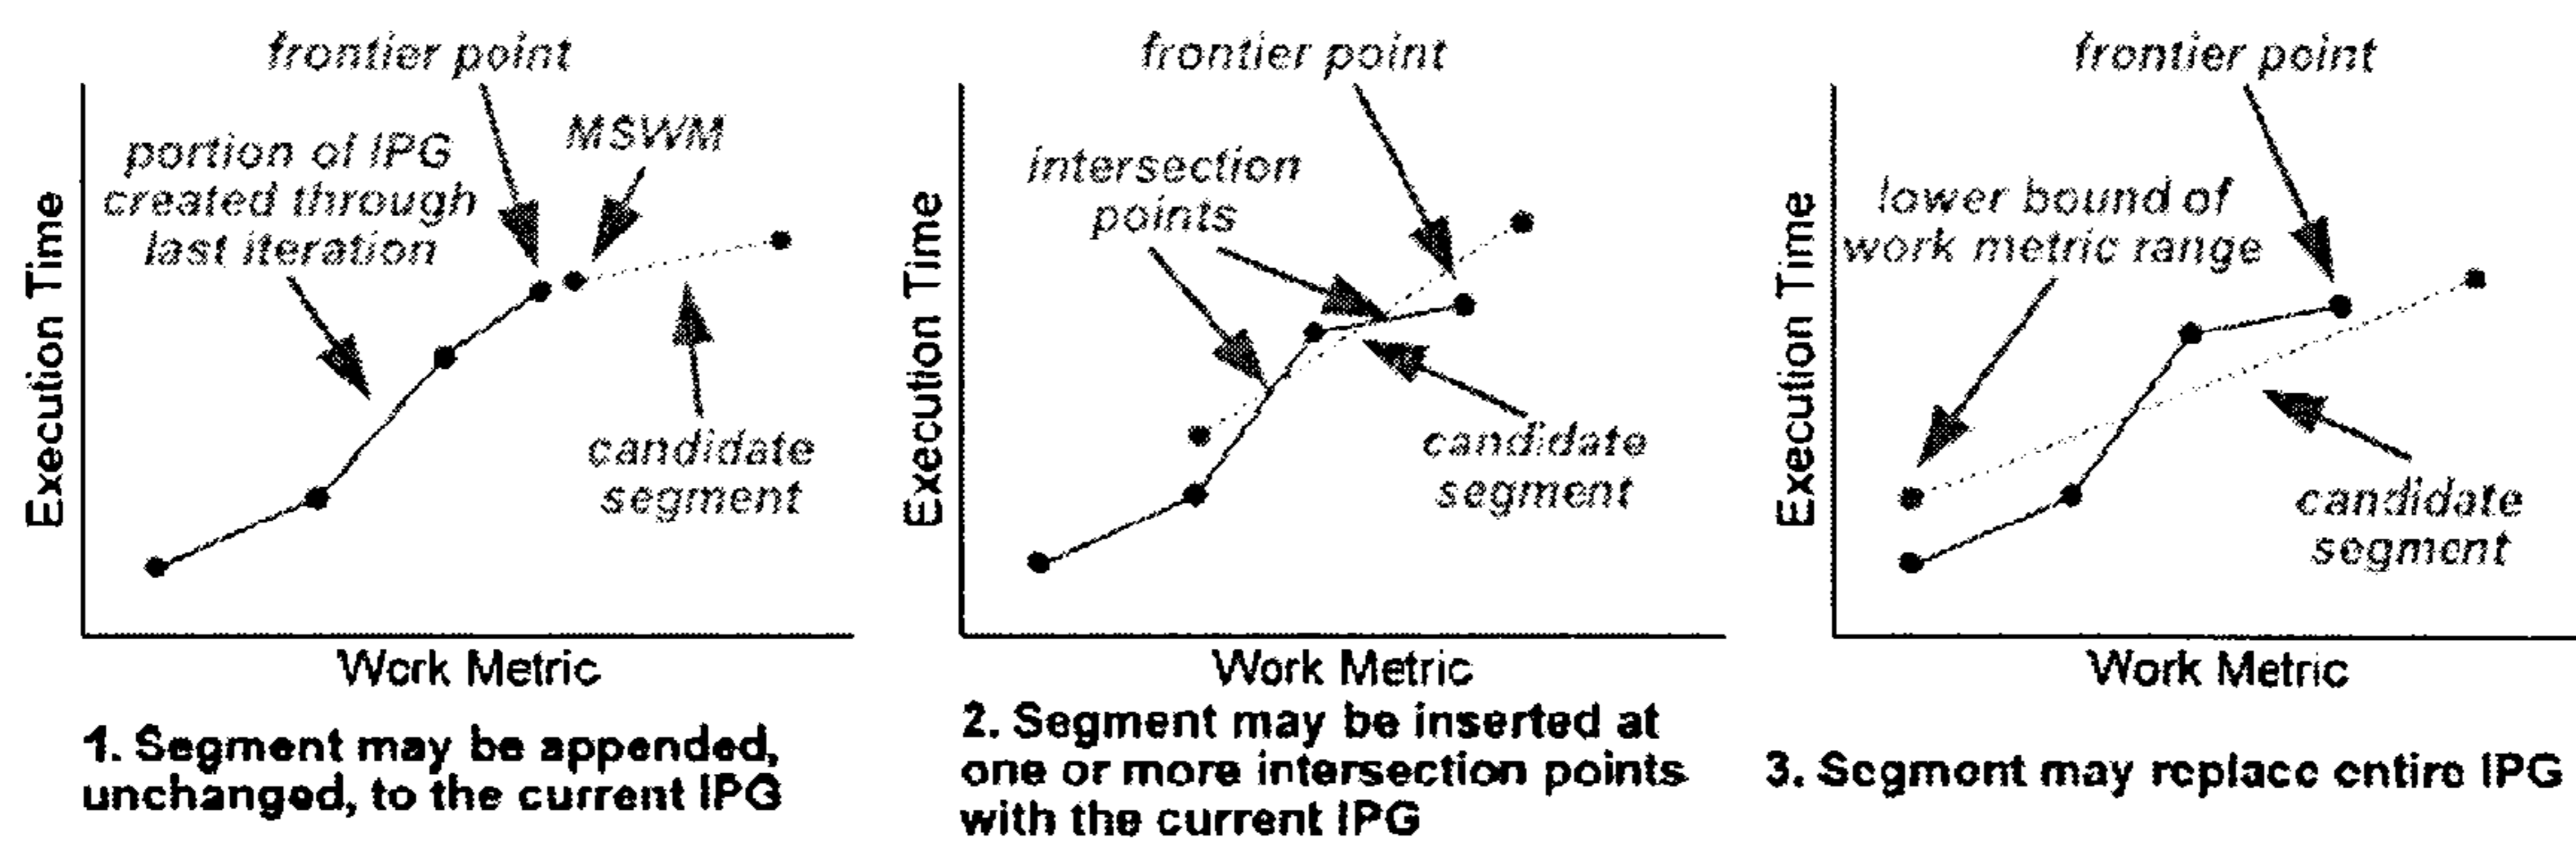 frontier point
MSWM
portion of IPG
created through
last iteration
candidate
segment
Execution Time
Work Metric
1. Segment may be appended,
unchanged, to the current IPG
frontier point
intersection
points
candidate
segment
Execution Time
Work Metric
2. Segment may be inserted at
one or more intersection points
with the current IPG
frontier point
lower bound of
work metric range
candidate
segment
Execution Time
Work Metric
3. Segment may replace entire IPG